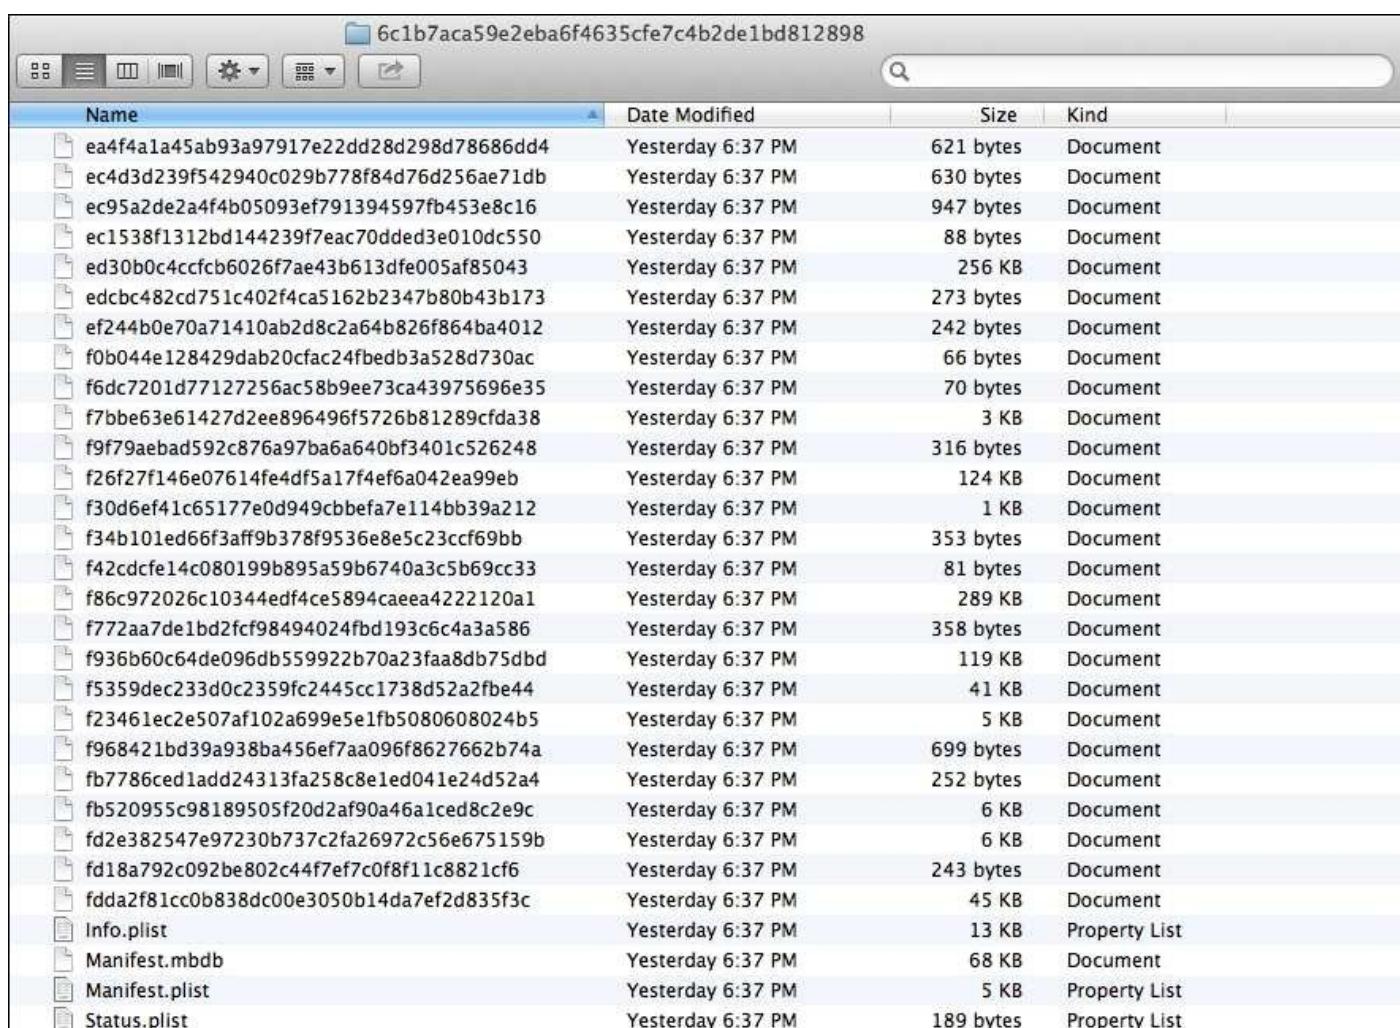 6c1b7aca59e2eba6f4635cfe7c4b2de1bd812898
Name Date Modified Size Kind
ea4f4a1a45ab93a97917e22dd28d298d78686dd4 Yesterday 6:37 PM 621 bytes Document
ec4d3d239f542940c029b778f84d76d256ae71db Yesterday 6:37 PM 630 bytes Document
ec95a2de2a4f4b05093ef791394597fb453e8c16 Yesterday 6:37 PM 947 bytes Document
ec1538f1312bd144239f7eac70dded3e010dc550 Yesterday 6:37 PM 88 bytes Document
ed30b0c4ccfcb6026f7ae43b613dfe005af85043 Yesterday 6:37 PM 256 KB Document
edcbc482cd751c402f4ca5162b2347b80b43b173 Yesterday 6:37 PM 273 bytes Document
ef244b0e70a71410ab2d8c2a64b826f864ba4012 Yesterday 6:37 PM 242 bytes Document
f0b044e128429dab20cfac24fbedb3a528d730ac Yesterday 6:37 PM 66 bytes Document
f6dc7201d77127256ac58b9ee73ca43975696e35 Yesterday 6:37 PM 70 bytes Document
f7bbe63e61427d2ee896496f5726b81289cfda38 Yesterday 6:37 PM 3 KB Document
f9f79aebad592c876a97ba6a640bf3401c526248 Yesterday 6:37 PM 316 bytes Document
f26f27f146e07614fe4df5a17f4ef6a042ea99eb Yesterday 6:37 PM 124 KB Document
f30d6ef41c65177e0d949cbbefa7e114bb39a212 Yesterday 6:37 PM 1 KB Document
f34b101ed66f3aff9b378f9536e8e5c23ccf69bb Yesterday 6:37 PM 353 bytes Document
f42cdcfe14c080199b895a59b6740a3c5b69cc33 Yesterday 6:37 PM 81 bytes Document
f86c972026c10344edf4ce5894caeea4222120a1 Yesterday 6:37 PM 289 KB Document
f772aa7de1bd2fcf98494024fbd193c6c4a3a586 Yesterday 6:37 PM 358 bytes Document
f936b60c64de096db559922b70a23faa8db75dbd Yesterday 6:37 PM 119 KB Document
f5359dec233d0c2359fc2445cc1738d52a2fbe44 Yesterday 6:37 PM 41 KB Document
f23461ec2e507af102a699e5e1fb5080608024b5 Yesterday 6:37 PM 5 KB Document
f968421bd39a938ba456ef7aa096f8627662b74a Yesterday 6:37 PM 699 bytes Document
fb7786ced1add24313fa258c8e1ed041e24d52a4 Yesterday 6:37 PM 252 bytes Document
fb520955c98189505f20d2af90a46a1ced8c2e9c Yesterday 6:37 PM 6 KB Document
fd2e382547e97230b737c2fa26972c56e675159b Yesterday 6:37 PM 6 KB Document
fd18a792c092be802c44f7ef7c0f8f11c8821cf6 Yesterday 6:37 PM 243 bytes Document
fdda2f81cc0b838dc00e3050b14da7ef2d835f3c Yesterday 6:37 PM 45 KB Document
Info.plist Yesterday 6:37 PM 13 KB Property List
Manifest.mbdb Yesterday 6:37 PM 68 KB Document
Manifest.plist Yesterday 6:37 PM 5 KB Property List
Status.plist Yesterday 6:37 PM 189 bytes Property List